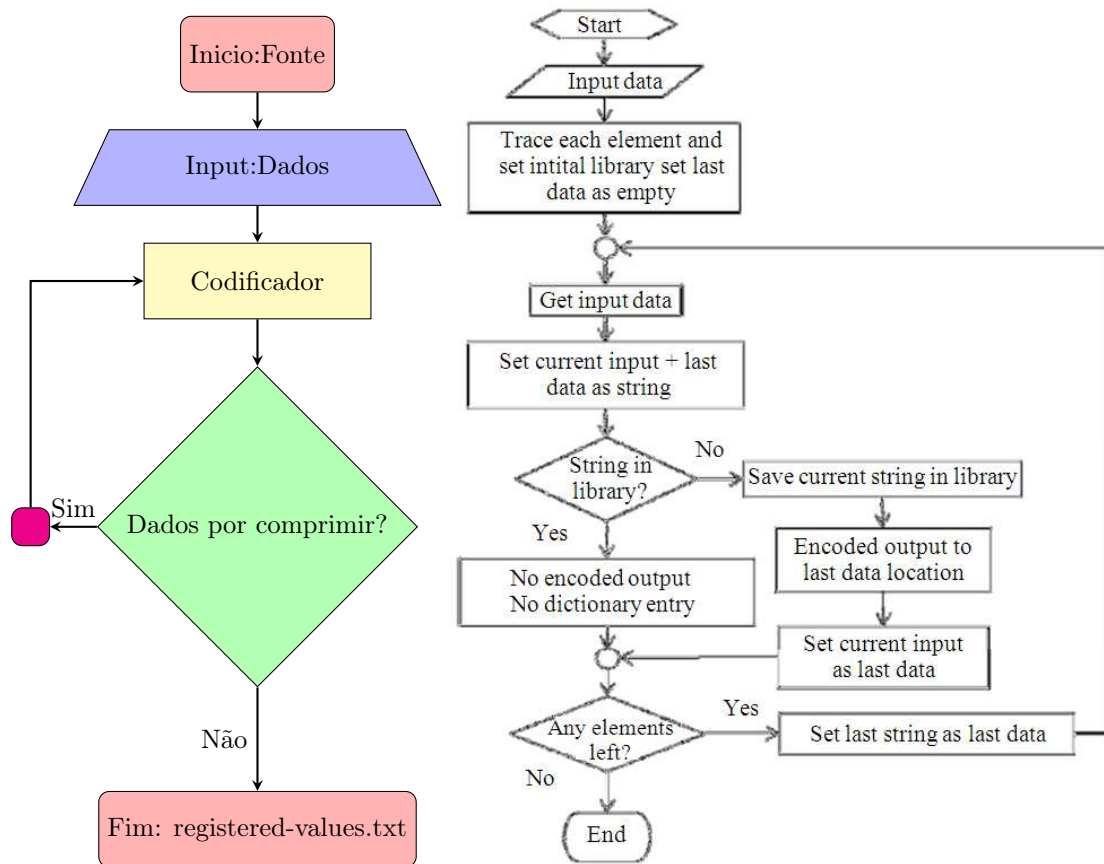 Inicio:Fonte
Input:Dados
Codificador
Dados por comprimir?
Sim
Não
Fim: registered-values.txt
Start
Input data
Trace each element and
set intital library set last
data as empty
Get input data
Set current input + last
data as string
String in
library?
No
Save current string in library
Yes
Encoded output to
last data location
No encoded output
No dictionary entry
Set current input
as last data
Any elements
left?
Yes
Set last string as last data
No
End